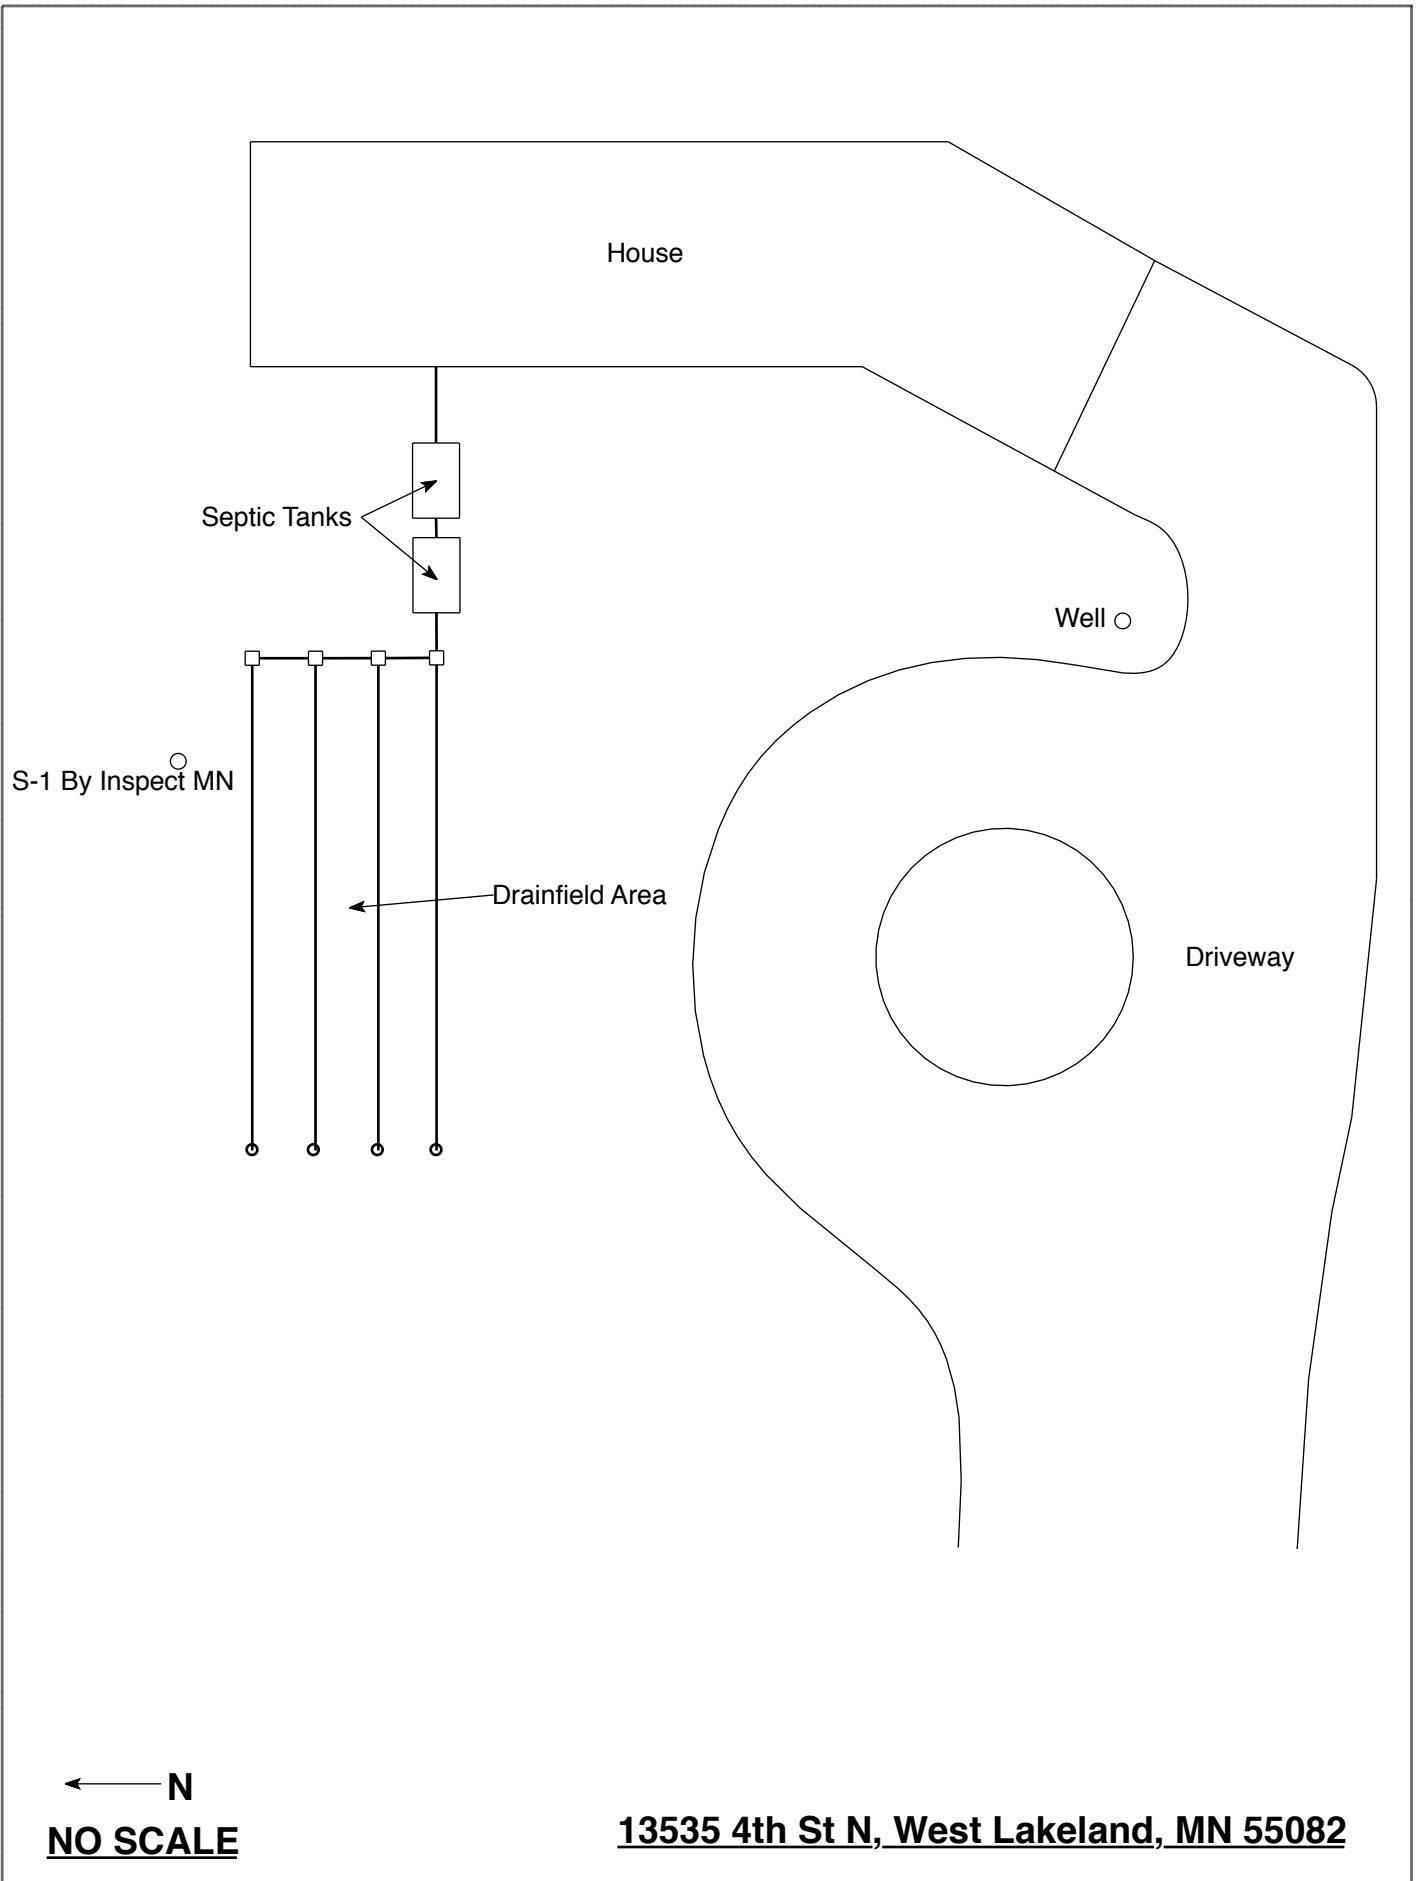 House
Septic Tanks
Well
S-1 By Inspect MN
Drainfield Area
Driveway
N
NO SCALE
13535 4th St N, West Lakeland, MN 55082